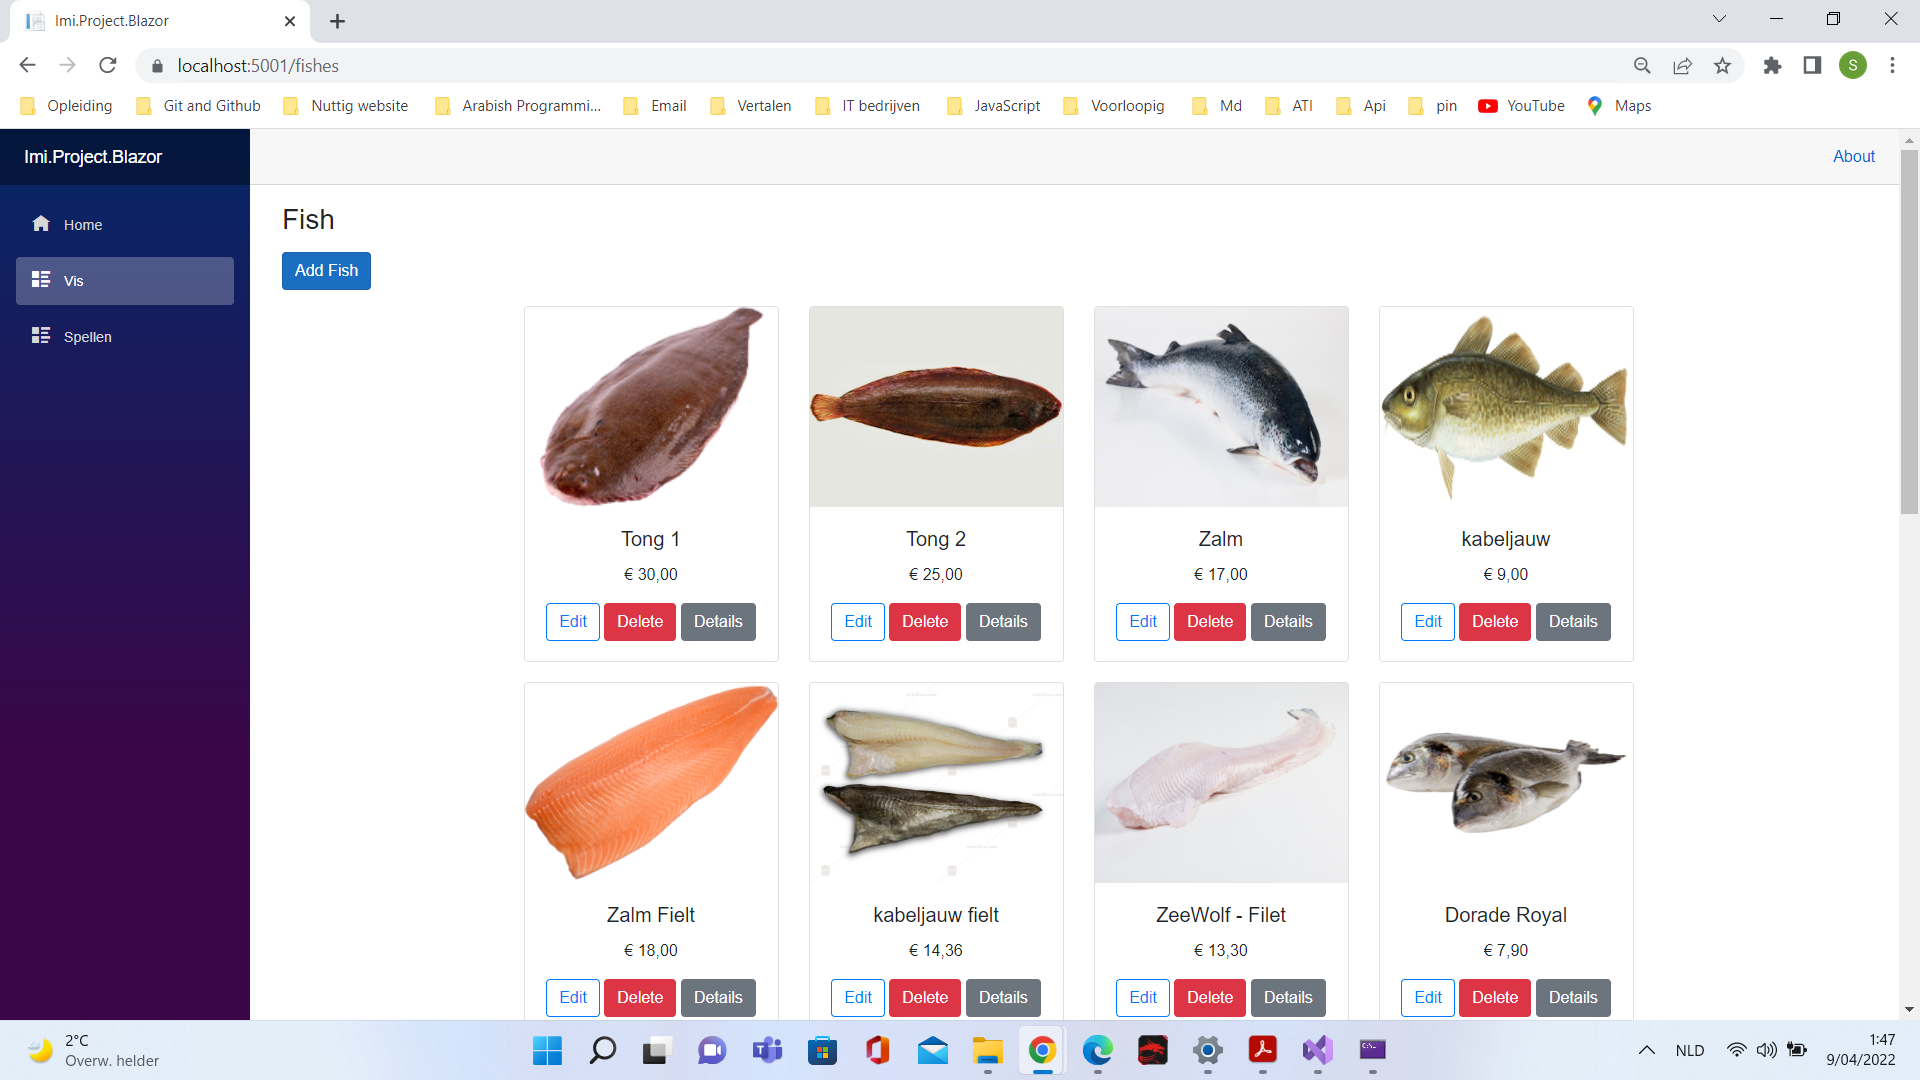 Imi.Project.Blazor
localhost:5001/fishes
S
Opleiding Git and Github Nuttig website Arabish Programmi... Email Vertalen IT bedrijven JavaScript Voorloopig Md ATI Api pin YouTube Maps
Imi.Project.Blazor
About
Home
Vis
Spellen
Fish
Add Fish
Tong 1 Tong 2 Zalm kabeljauw
€ 30,00 € 25,00 € 17,00 € 9,00
Edit Delete Details Edit Delete Details Edit Delete Details Edit Delete Details
Zalm Fielt kabeljauw fielt ZeeWolf - Filet Dorade Royal
€ 18,00 € 14,36 € 13,30 € 7,90
Edit Delete Details Edit Delete Details Edit Delete Details Edit Delete Details
2°C
Overw. helder
NLD
1:47
9/04/2022